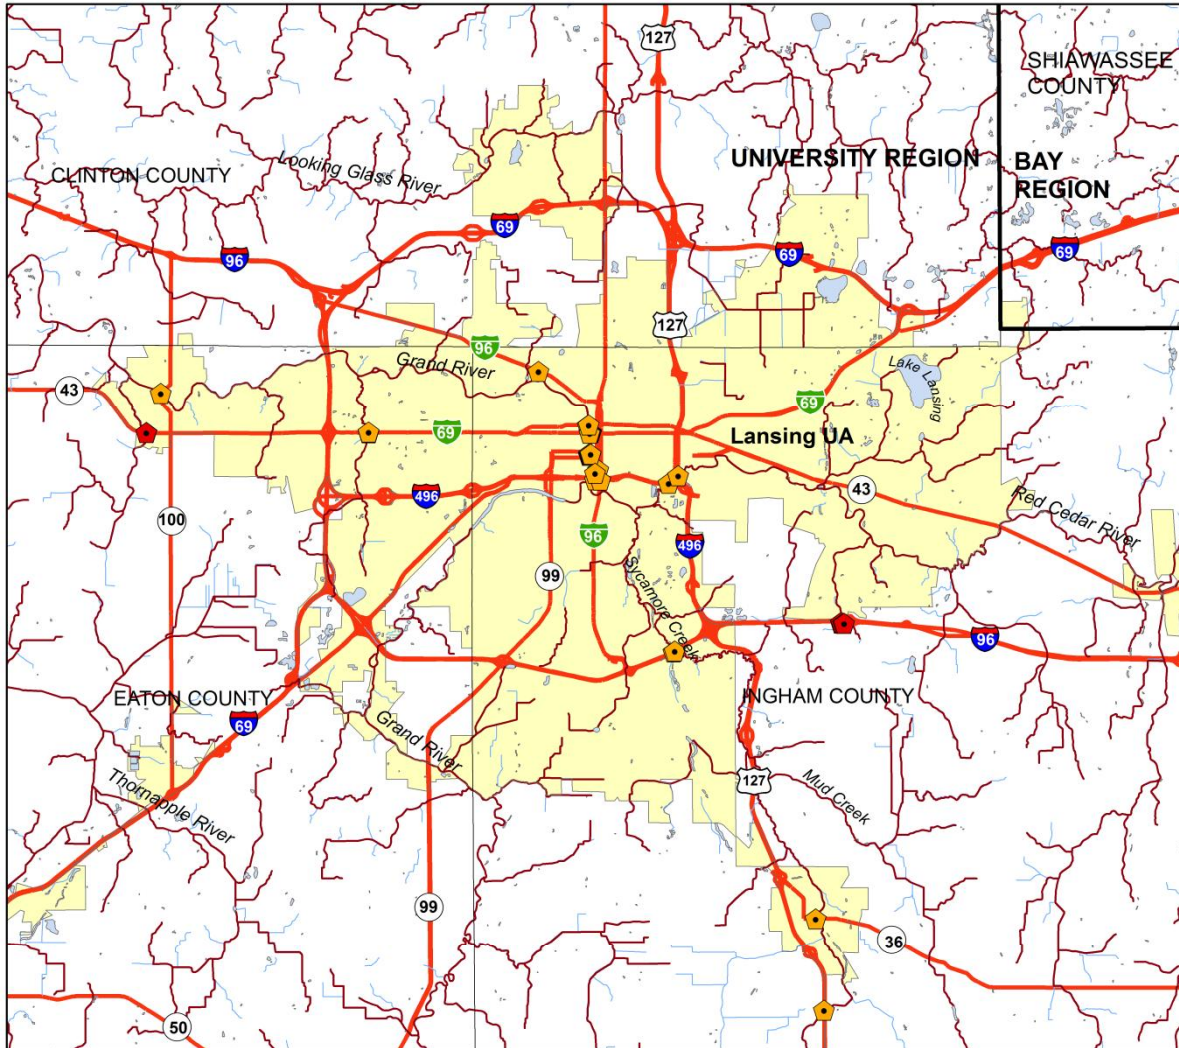 127
SHIAWASSEE
COUNTY
Looking Glass River
UNIVERSITY REGION
BAY
REGION
CLINTON COUNTY
69
96
69
69
127
96
Grand River
Lake Lansing
43
69
69
Lansing UA
496
43
Red Cedar River
100
96
496
99
Sycamore Creek
96
EATON COUNTY
INGHAM COUNTY
69
Grand River
127
Thornapple River
Mud Creek
99
36
50